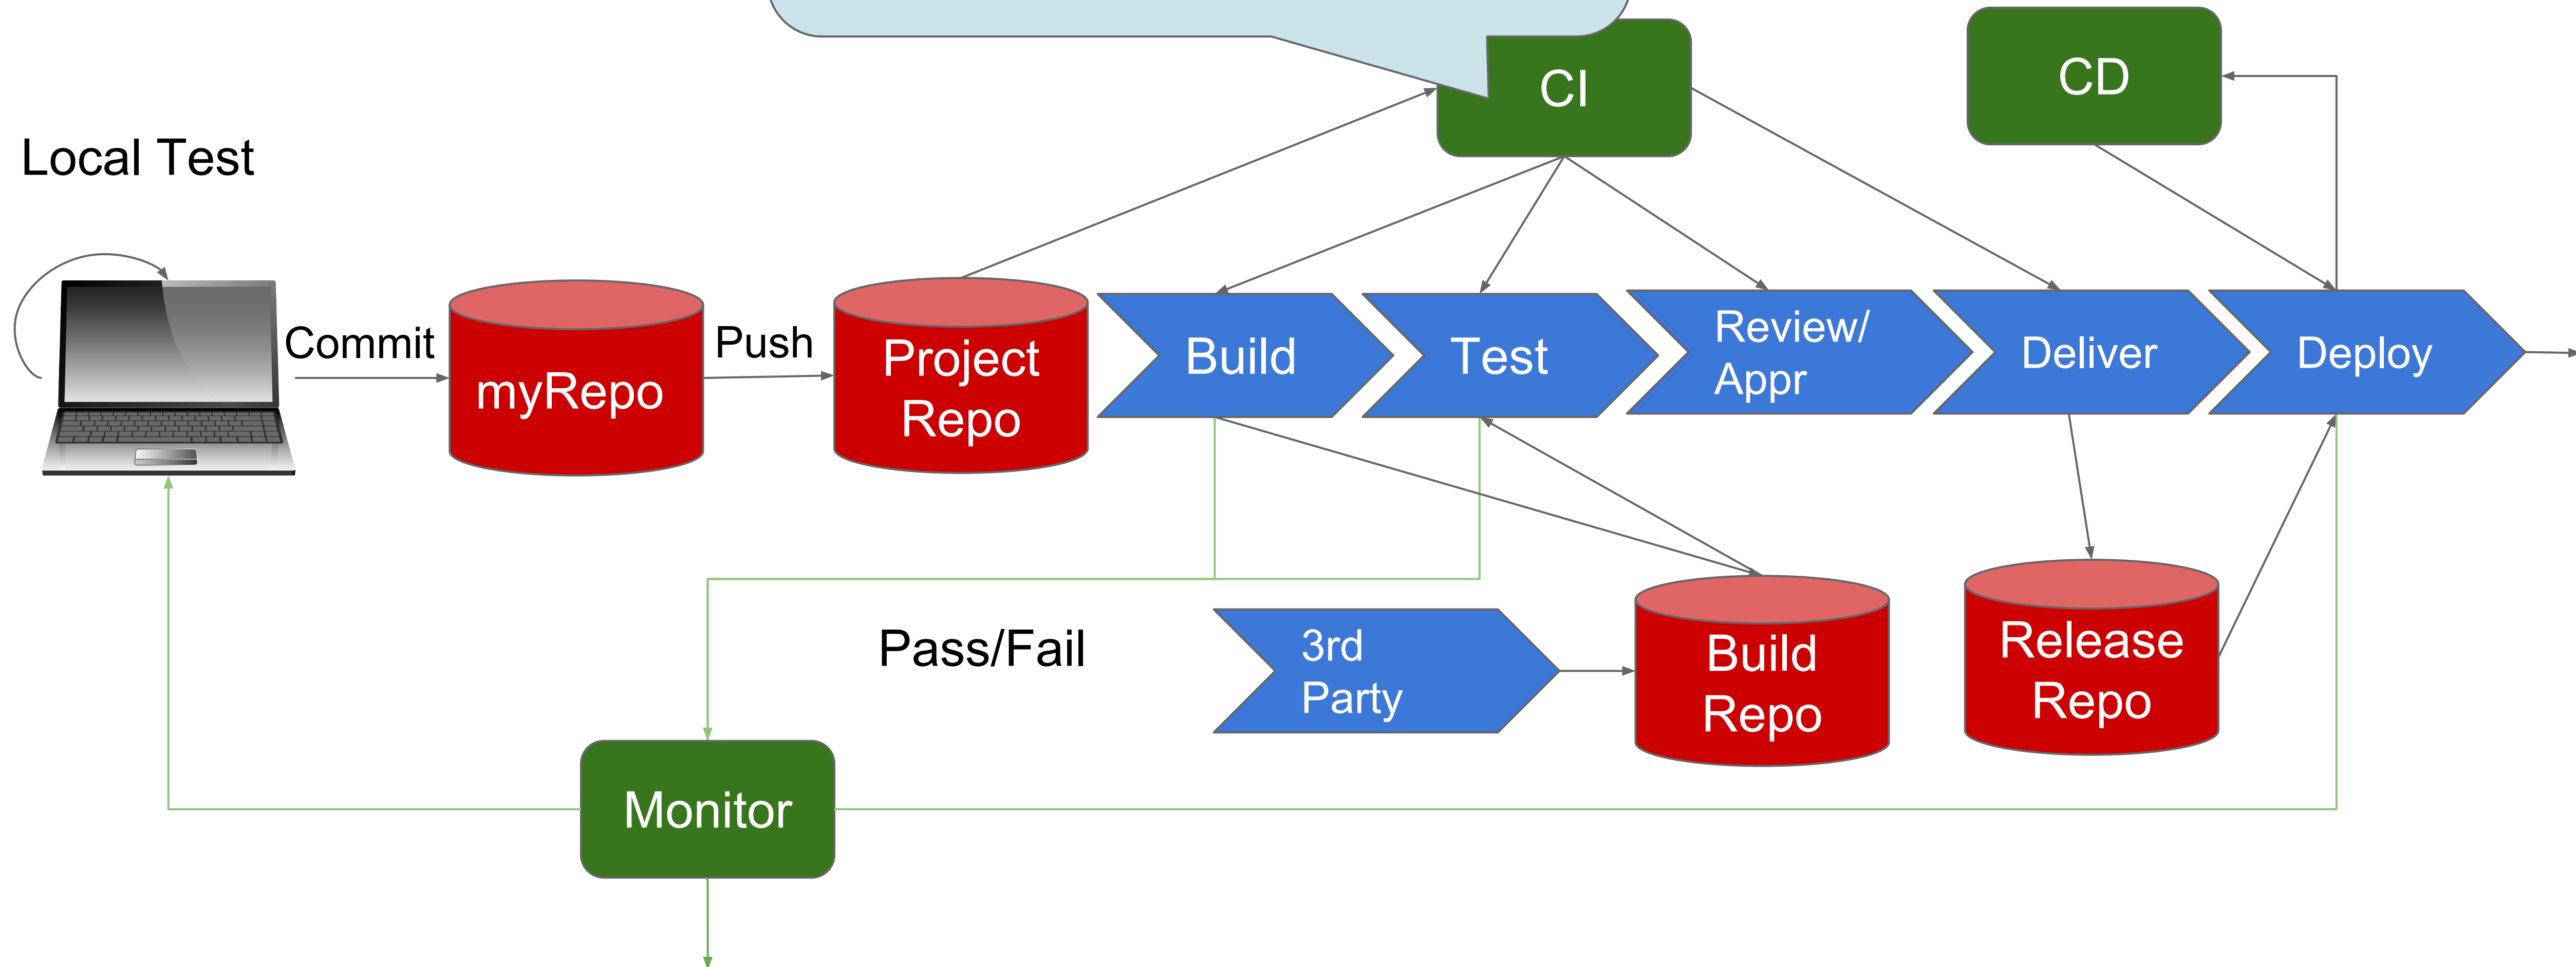 CI
CD
Local Test
Commit
myRepo
Push
Project
Repo
Build
Test
Review/
Appr
Deliver
Deploy
Pass/Fail
3rd
Party
Build
Repo
Release
Repo
Monitor